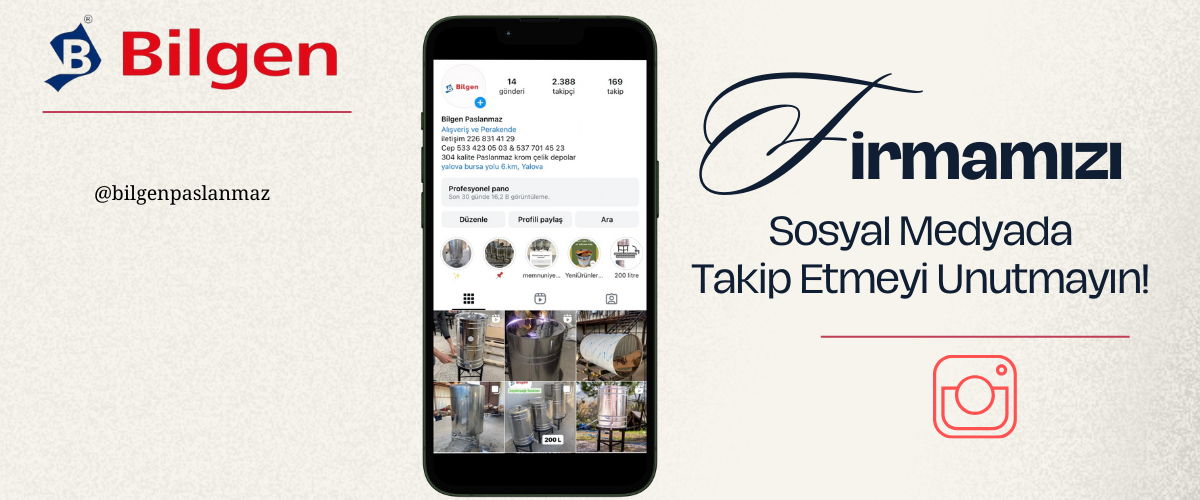 ®
B Bilgen
@bilgenpaslanmaz
Bilgen
14 2.388 169
gönderi takipçi takip
Bilgen Paslanmaz
Alışveriş ve Perakende
iletişim 226 831 41 29
Cep 533 423 05 03 & 537 701 45 23
304 kalite Paslanmaz krom çelik depolar
yalova bursa yolu 6.km, Yalova
Profesyonel pano
Son 30 günde 16,2 B görüntüleme.
Düzenle Profili paylaş Ara
memnuniye... YeniÜrünler... 200 litre
Bilgen
200 L
Firmamızı
Sosyal Medyada
Takip Etmeyi Unutmayın!